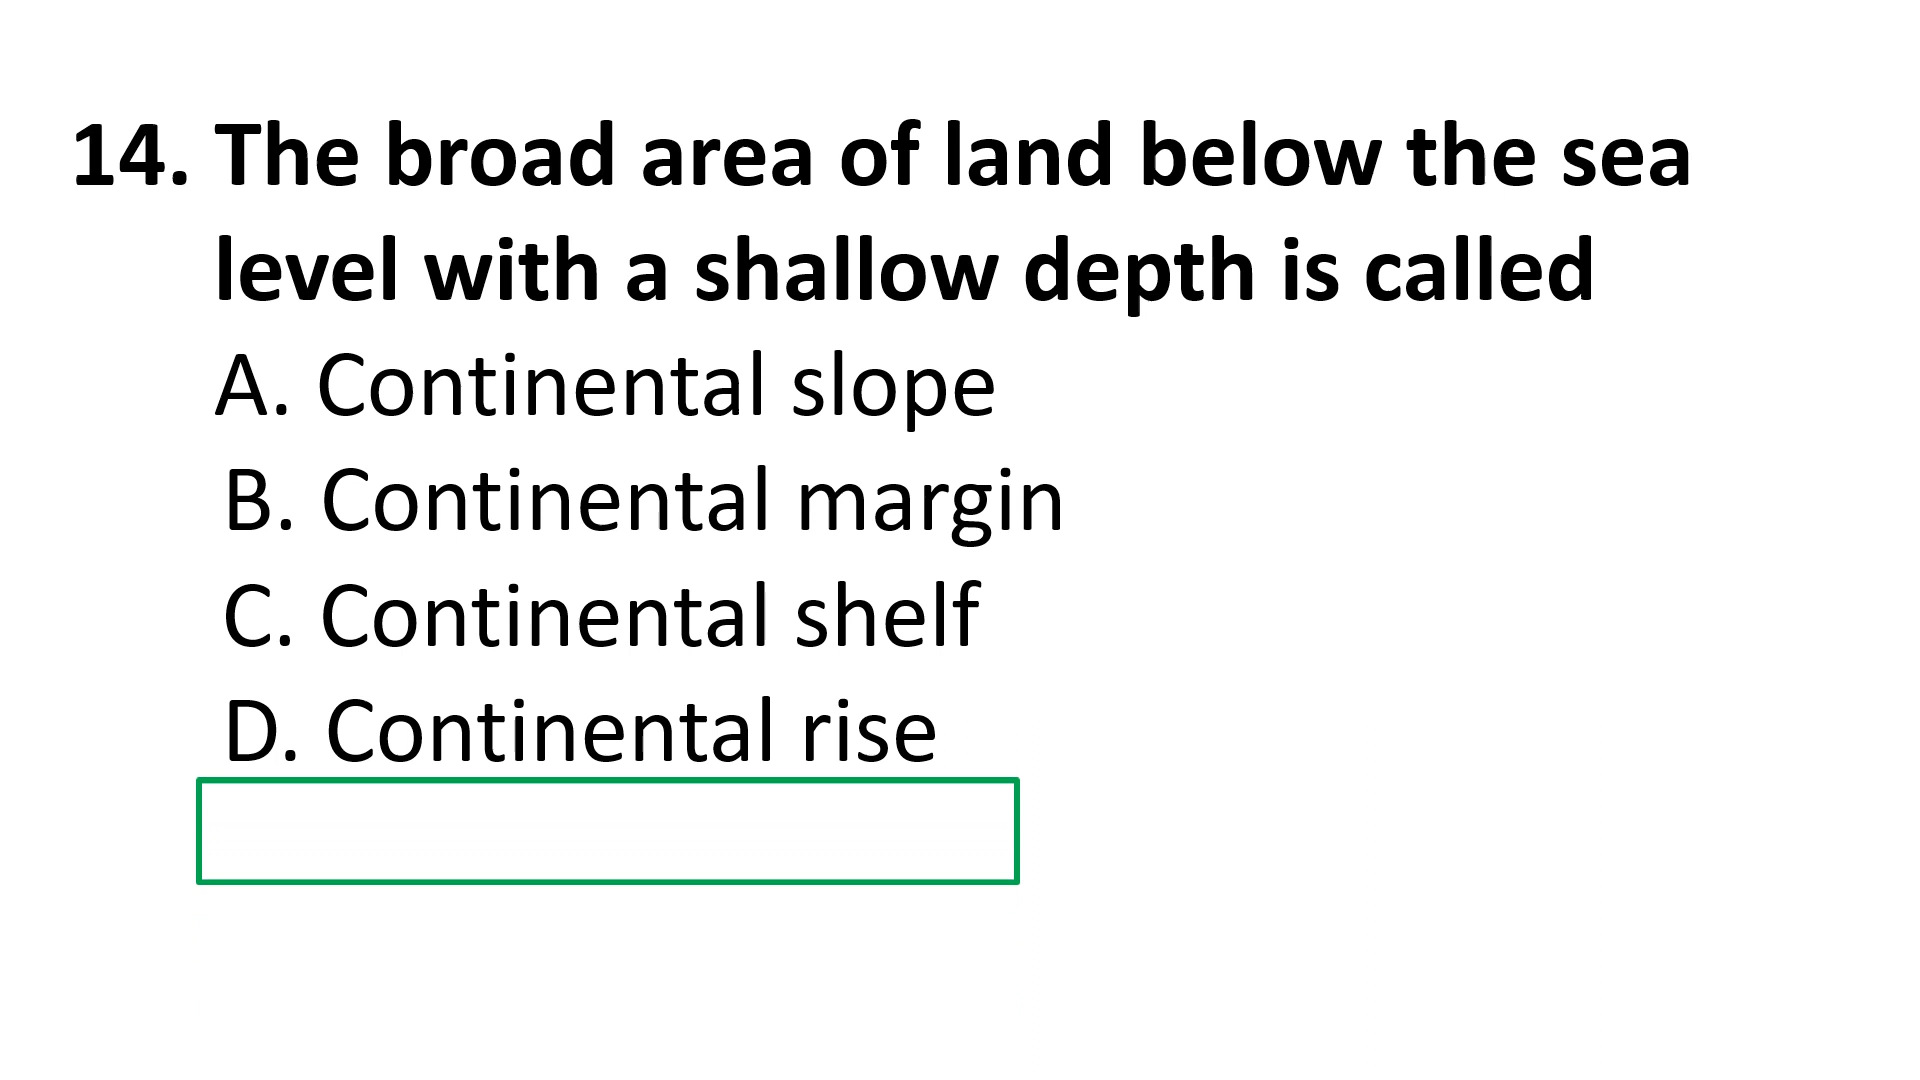 14. The broad area of land below the sea
level with a shallow depth is called
A. Continental slope
B. Continental margin
C. Continental shelf
D. Continental rise